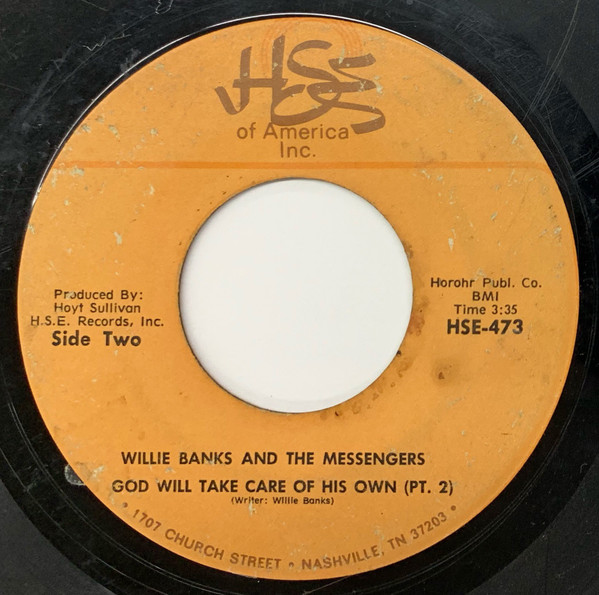 HSE
of America
Inc.
Produced By:
Hoyt Sullivan
H.S.E. Records, Inc.
Side Two
Horohr Publ. Co.
BMI
Time 3:35
HSE-473
WILLIE BANKS AND THE MESSENGERS
GOD WILL TAKE CARE OF HIS OWN (PT. 2)
(Writer: Willie Banks)
• 1707 CHURCH STREET • NASHVILLE, TN 37203 •